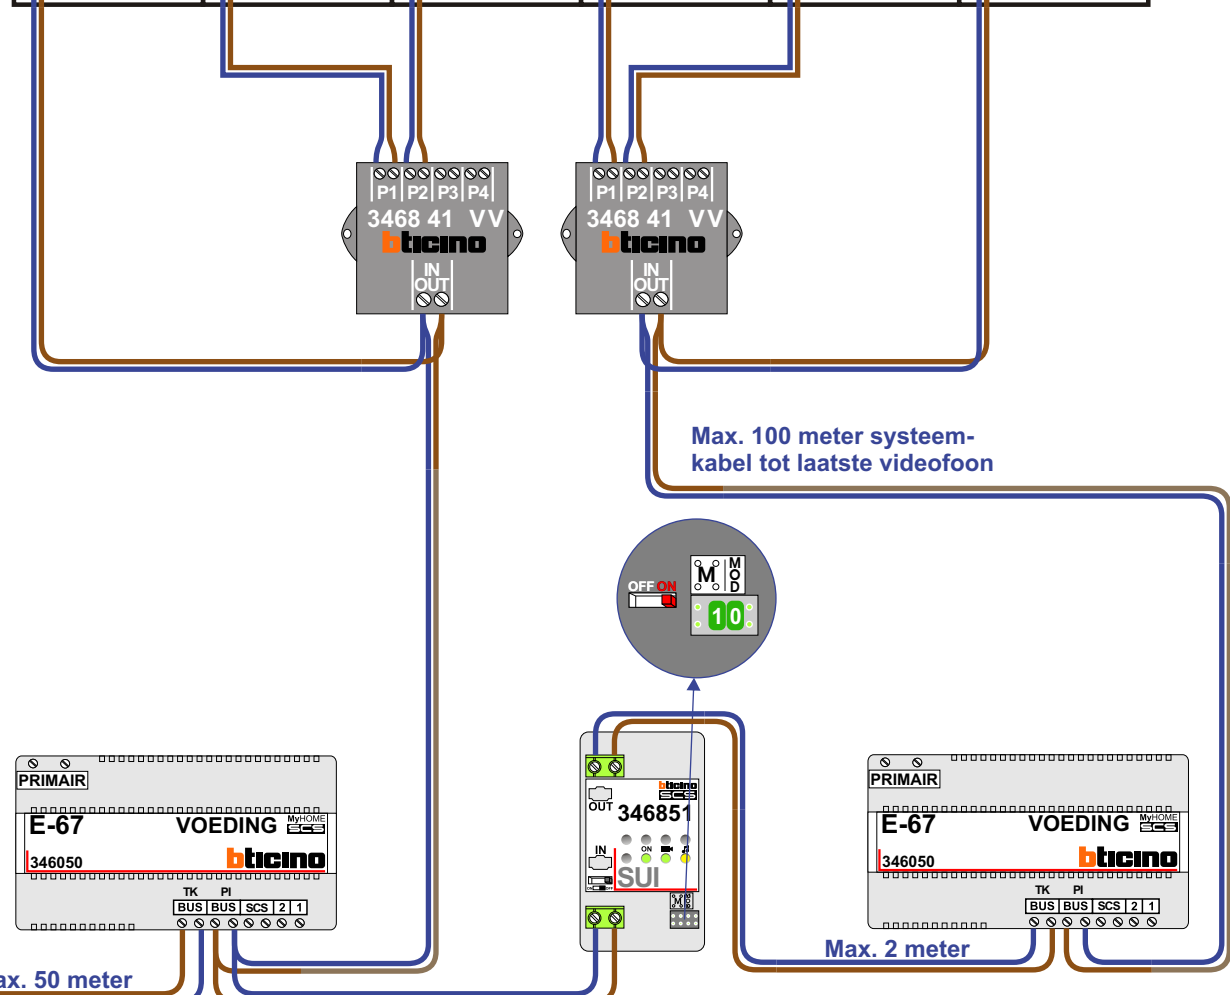 P1 P2 P3 P4
3468 41 VV
bticino
IN
OUT
P1 P2 P3 P4
3468 41 VV
bticino
IN
OUT
Max. 100 meter systeem-
kabel tot laatste videofoon
OFF ON
M MOD
10
PRIMAIR
E-67 VOEDING MyHOME
SCS
346050 bticino
TK PI
BUS BUS SCS 2 1
bticino
SCS
OUT
346851
ON
IN
SUI
M
PRIMAIR
E-67 VOEDING MyHOME
SCS
346050 bticino
TK PI
BUS BUS SCS 2 1
Max. 2 meter
ax. 50 meter